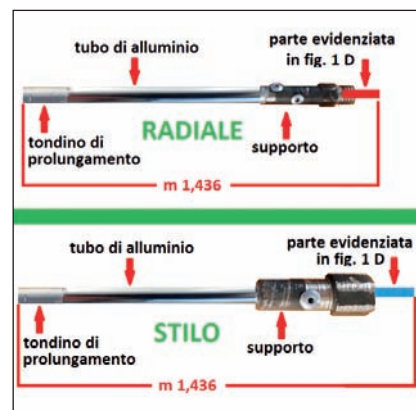 tubo di alluminio
parte evidenziata
in fig. 1 D
RADIALE
tondino di
prolungamento
supporto
m 1,436
tubo di alluminio
parte evidenziata
in fig. 1 D
STILO
tondino di
prolungamento
supporto
m 1,436